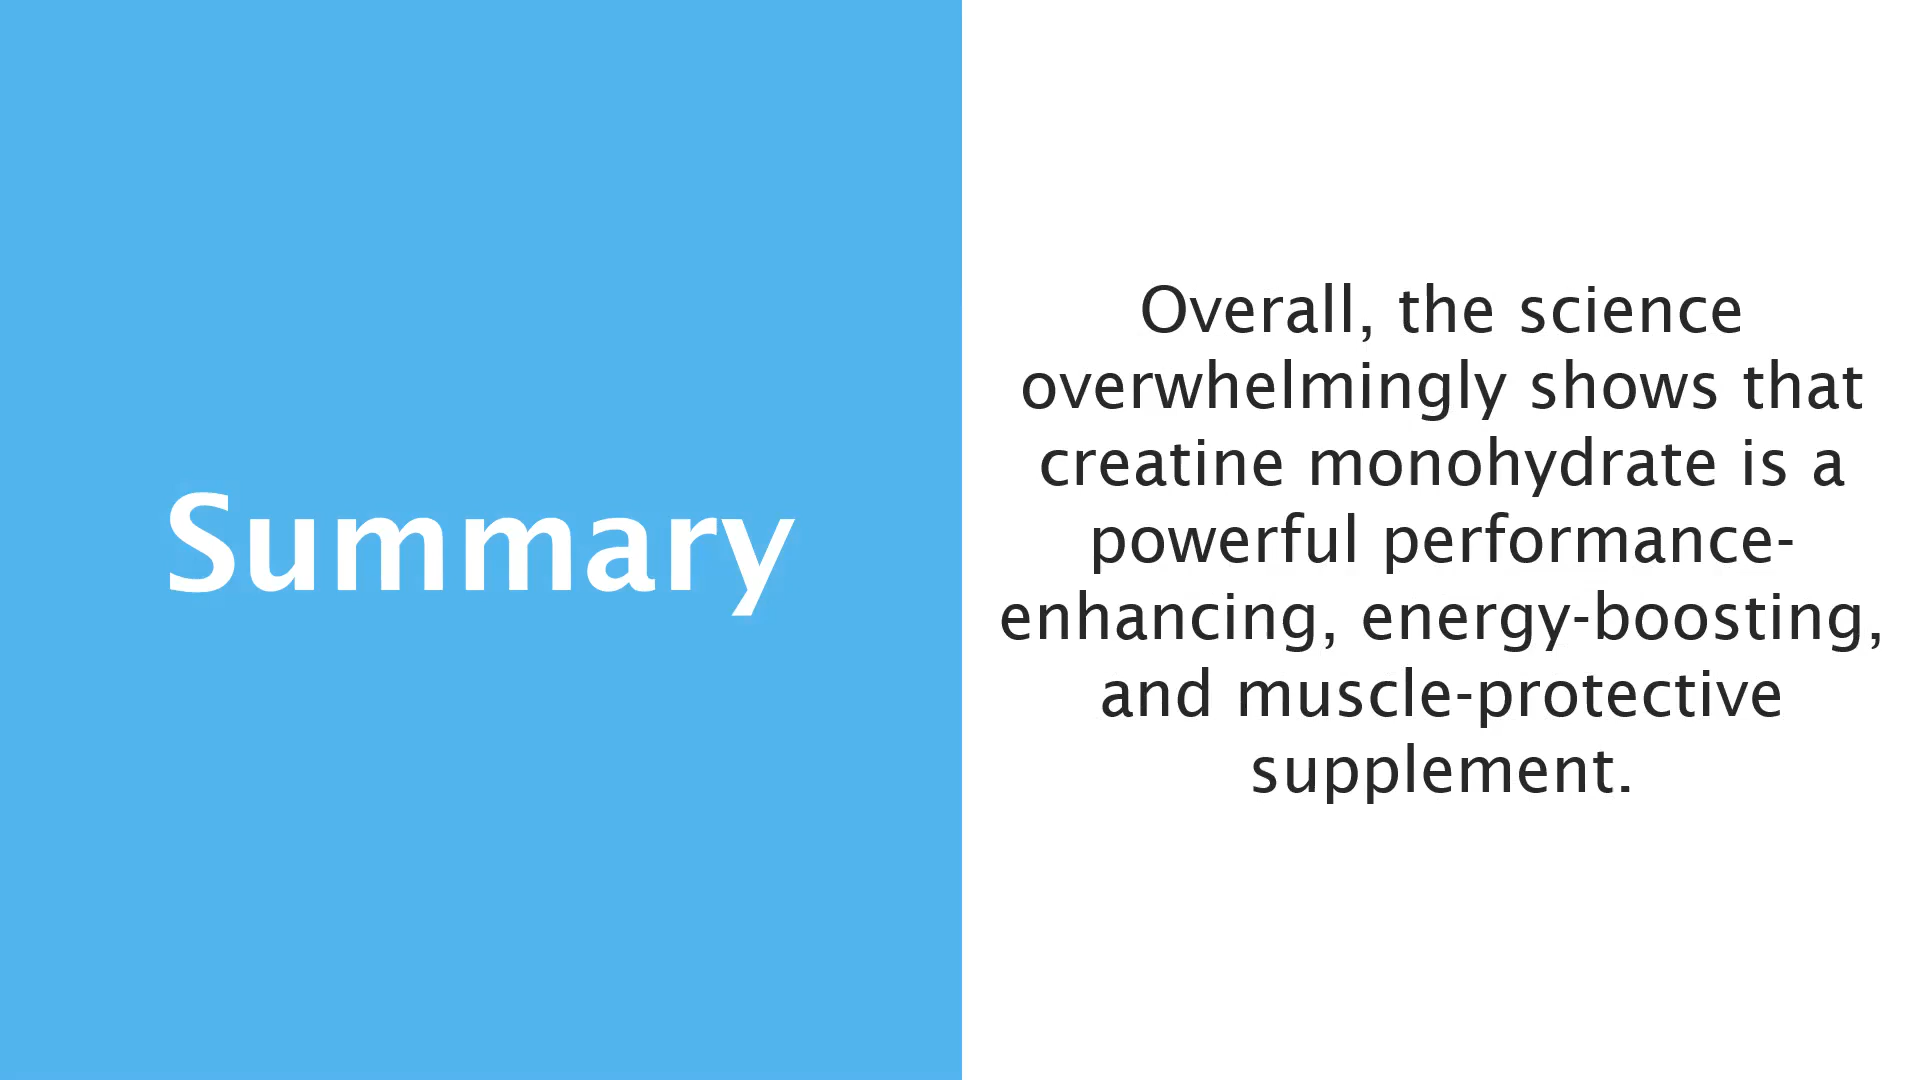 Summary
Overall, the science
overwhelmingly shows that
creatine monohydrate is a
powerful performance-
enhancing, energy-boosting,
and muscle-protective
supplement.